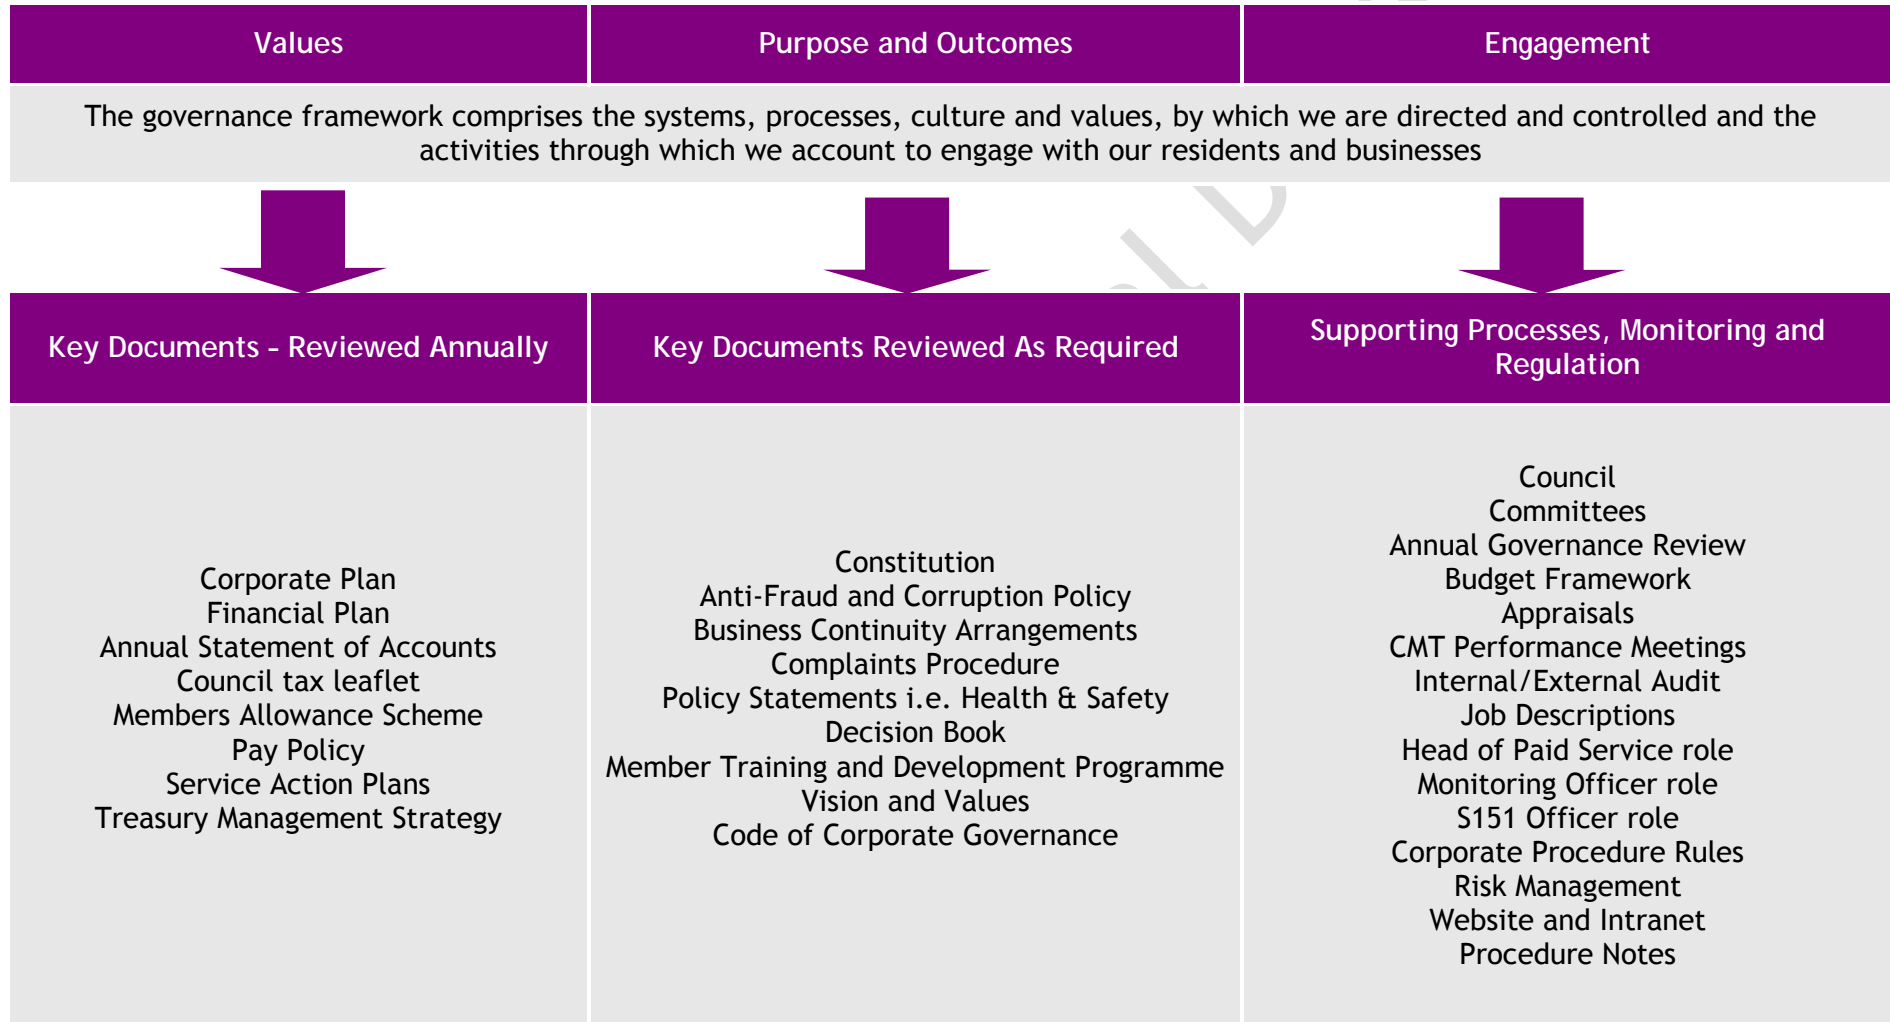 Values
Purpose and Outcomes
Engagement
The governance framework comprises the systems, processes, culture and values, by which we are directed and controlled and the
activities through which we account to engage with our residents and businesses
Key Documents – Reviewed Annually
Key Documents Reviewed As Required
Supporting Processes, Monitoring and
Regulation
Corporate Plan
Financial Plan
Annual Statement of Accounts
Council tax leaflet
Members Allowance Scheme
Pay Policy
Service Action Plans
Treasury Management Strategy
Constitution
Anti-Fraud and Corruption Policy
Business Continuity Arrangements
Complaints Procedure
Policy Statements i.e. Health & Safety
Decision Book
Member Training and Development Programme
Vision and Values
Code of Corporate Governance
Council
Committees
Annual Governance Review
Budget Framework
Appraisals
CMT Performance Meetings
Internal/External Audit
Job Descriptions
Head of Paid Service role
Monitoring Officer role
S151 Officer role
Corporate Procedure Rules
Risk Management
Website and Intranet
Procedure Notes